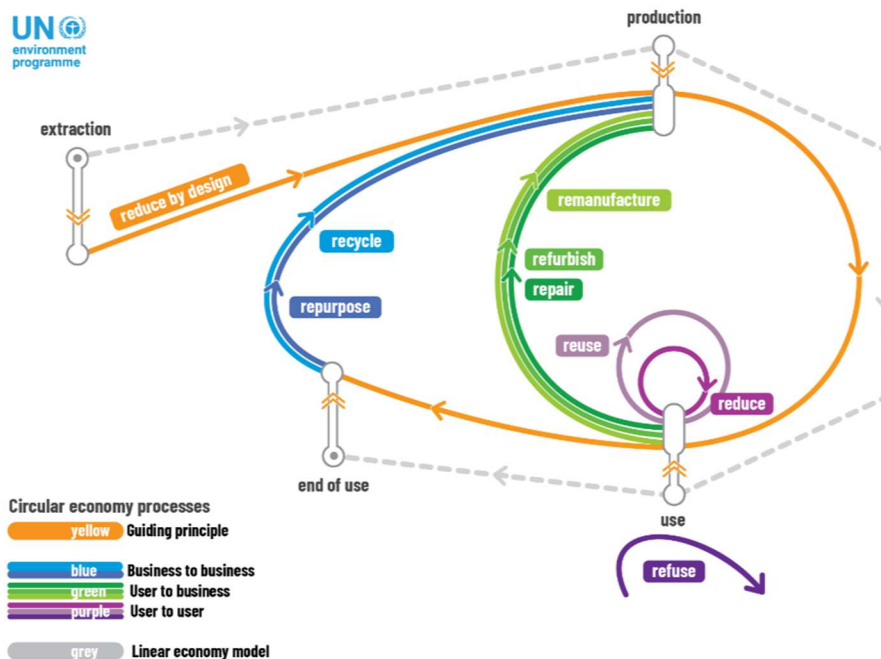 UN
environment
programme
production
extraction
reduce by design
remanufacture
recycle
refurbish
repair
repurpose
reuse
reduce
end of use
use
refuse
Circular economy processes
yellow Guiding principle
blue Business to business
green User to business
purple User to user
grey Linear economy model